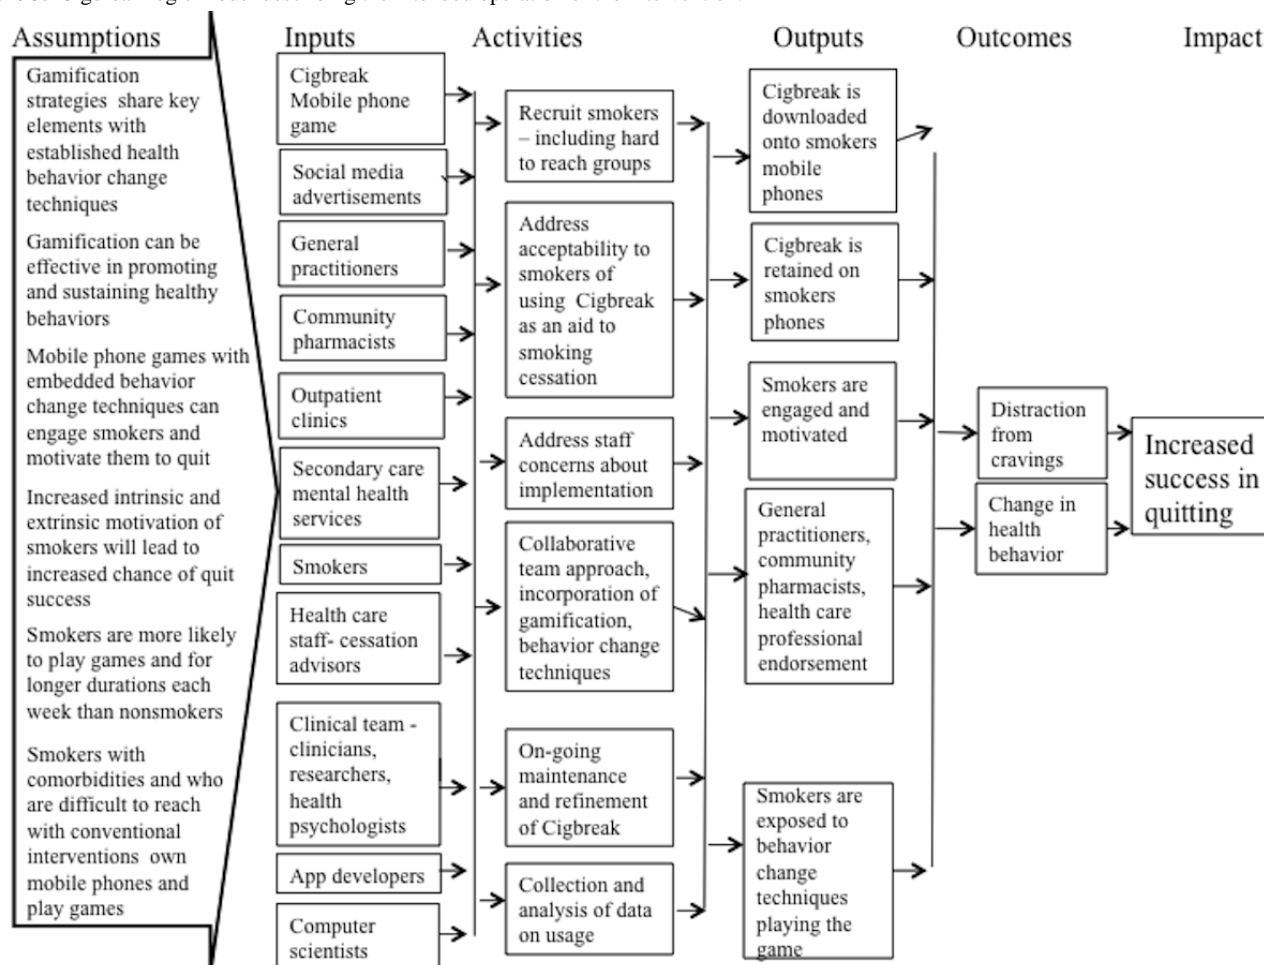 Assumptions
Inputs
Activities
Outputs
Outcomes
Impact
Gamification
strategies share key
elements with
established health
behavior change
techniques
Gamification can be
effective in promoting
and sustaining healthy
behaviors
Mobile phone games with
embedded behavior
change techniques can
engage smokers and
motivate them to quit
Increased intrinsic and
extrinsic motivation of
smokers will lead to
increased chance of quit
success
Smokers are more likely
to play games and for
longer durations each
week than nonsmokers
Smokers with
comorbidities and who
are difficult to reach
with conventional
interventions own
mobile phones and
play games
Cigbreak
Mobile phone
game
Social media
advertisements
General
practitioners
Community
pharmacists
Outpatient
clinics
Secondary care
mental health
services
Smokers
Health care
staff- cessation
advisors
Clinical team -
clinicians,
researchers,
health
psychologists
App developers
Computer
scientists
Recruit smokers
– including hard
to reach groups
Address
acceptability to
smokers of
using Cigbreak
as an aid to
smoking
cessation
Address staff
concerns about
implementation
Collaborative
team approach,
incorporation of
gamification,
behavior change
techniques
On-going
maintenance
and refinement
of Cigbreak
Collection and
analysis of data
on usage
Cigbreak is
downloaded
onto smokers
mobile
phones
Cigbreak is
retained on
smokers
phones
Smokers are
engaged and
motivated
General
practitioners,
community
pharmacists,
health care
professional
endorsement
Smokers are
exposed to
behavior
change
techniques
playing the
game
Distraction
from
cravings
Change in
health
behavior
Increased
success in
quitting